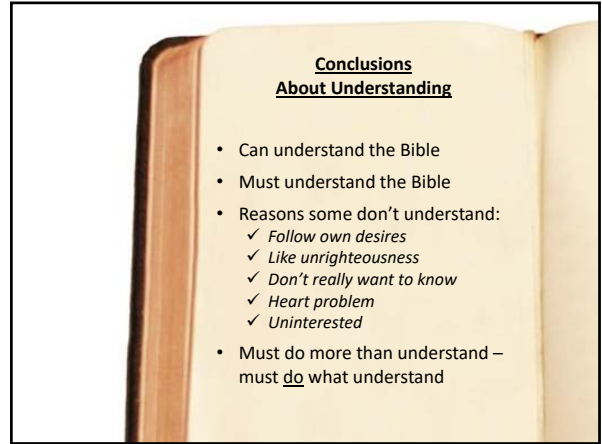 Conclusions
About Understanding
• Can understand the Bible
• Must understand the Bible
• Reasons some don’t understand:
✓ Follow own desires
✓ Like unrighteousness
✓ Don’t really want to know
✓ Heart problem
✓ Uninterested
• Must do more than understand –
must do what understand